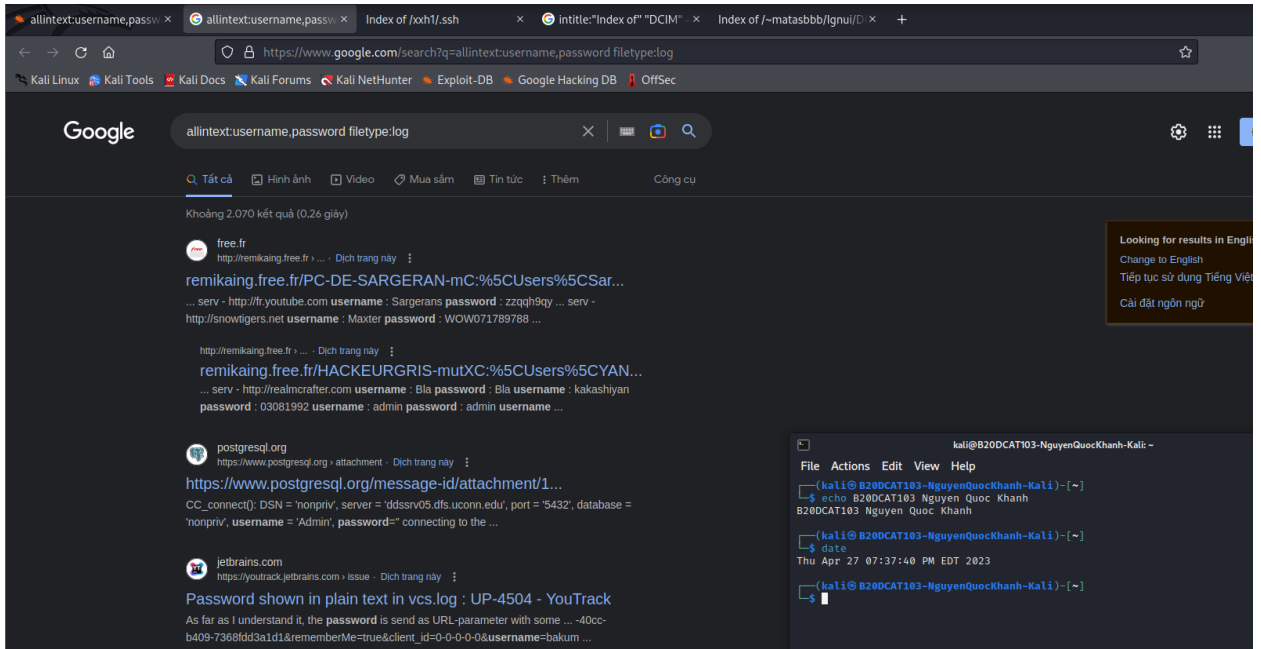 allintext:username,passw
allintext:username,passw
Index of /xxh1/.ssh
intitle:"Index of" "DCIM"
Index of /~matasbbb/Ignui/D
https://www.google.com/search?q=allintext:username,password filetype:log
Kali Linux Kali Tools Kali Docs Kali Forums Kali NetHunter Exploit-DB Google Hacking DB OffSec
Google
allintext:username,password filetype:log
Tất cả Hình ảnh Video Mua sắm Tin tức Thêm Công cụ
Khoảng 2.070 kết quả (0,26 giây)
free.fr
http://remikaing.free.fr › ... · Dịch trang này
remikaing.free.fr/PC-DE-SARGERAN-mC:%5CUsers%5CSar...
... serv - http://fr.youtube.com username : Sargerans password : zzqqh9qy ... serv -
http://snowtigers.net username : Maxter password : WOW071789788 ...
http://remikaing.free.fr › ... · Dịch trang này
remikaing.free.fr/HACKEURGRIS-mutXC:%5CUsers%5CYAN...
... serv - http://realmcrafter.com username : Bla password : Bla username : kakashiyan
password : 03081992 username : admin password : admin username ...
postgresql.org
https://www.postgresql.org › attachment · Dịch trang này
https://www.postgresql.org/message-id/attachment/1...
CC_connect(): DSN = 'nonpriv', server = 'ddssrv05.dfs.uconn.edu', port = '5432', database =
'nonpriv', username = 'Admin', password='' connecting to the ...
jetbrains.com
https://youtrack.jetbrains.com › issue · Dịch trang này
Password shown in plain text in vcs.log : UP-4504 - YouTrack
As far as I understand it, the password is send as URL-parameter with some ... -40cc-
b409-7368fdd3a1d1&rememberMe=true&client_id=0-0-0-0-0&username=bakum ...
Looking for results in Englis
Change to English
Tiếp tục sử dụng Tiếng Việt
Cài đặt ngôn ngữ
kali@B20DCAT103-NguyenQuocKhanh-Kali: ~
File Actions Edit View Help
(kali㉿B20DCAT103-NguyenQuocKhanh-Kali)-[~]
$ echo B20DCAT103 Nguyen Quoc Khanh
B20DCAT103 Nguyen Quoc Khanh
(kali㉿B20DCAT103-NguyenQuocKhanh-Kali)-[~]
$ date
Thu Apr 27 07:37:40 PM EDT 2023
(kali㉿B20DCAT103-NguyenQuocKhanh-Kali)-[~]
$